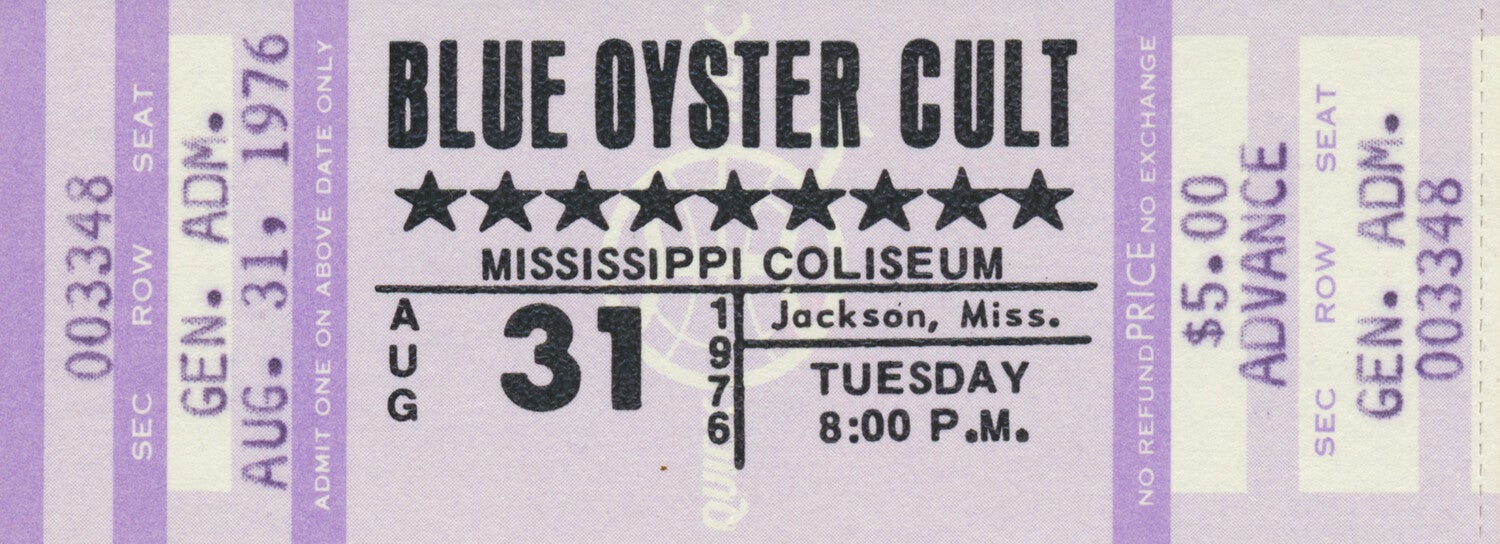 003348
SEC ROW SEAT
GEN. ADM.
AUG. 31, 1976
ADMIT ONE ON ABOVE DATE ONLY
BLUE OYSTER CULT
MISSISSIPPI COLISEUM
AUG 31 1976
Jackson, Miss.
TUESDAY
8:00 P.M.
NO REFUND PRICE NO EXCHANGE
$5.00
ADVANCE
SEC ROW SEAT
GEN. ADM.
003348